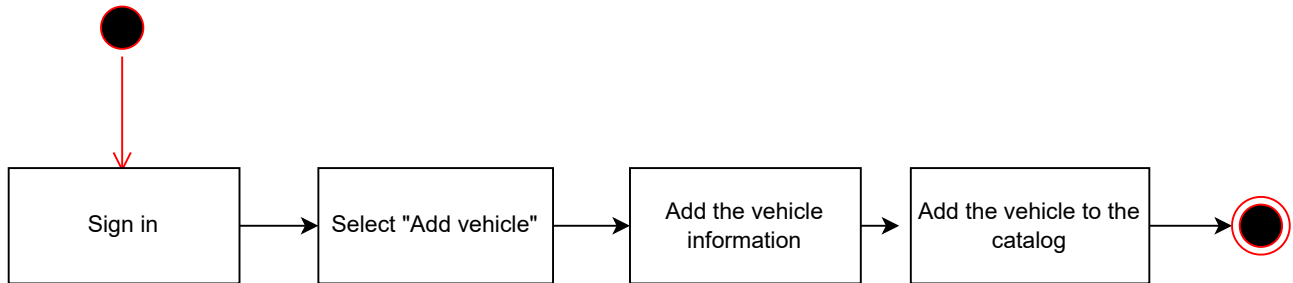 Sign in
Select "Add vehicle"
Add the vehicle
information
Add the vehicle to the
catalog